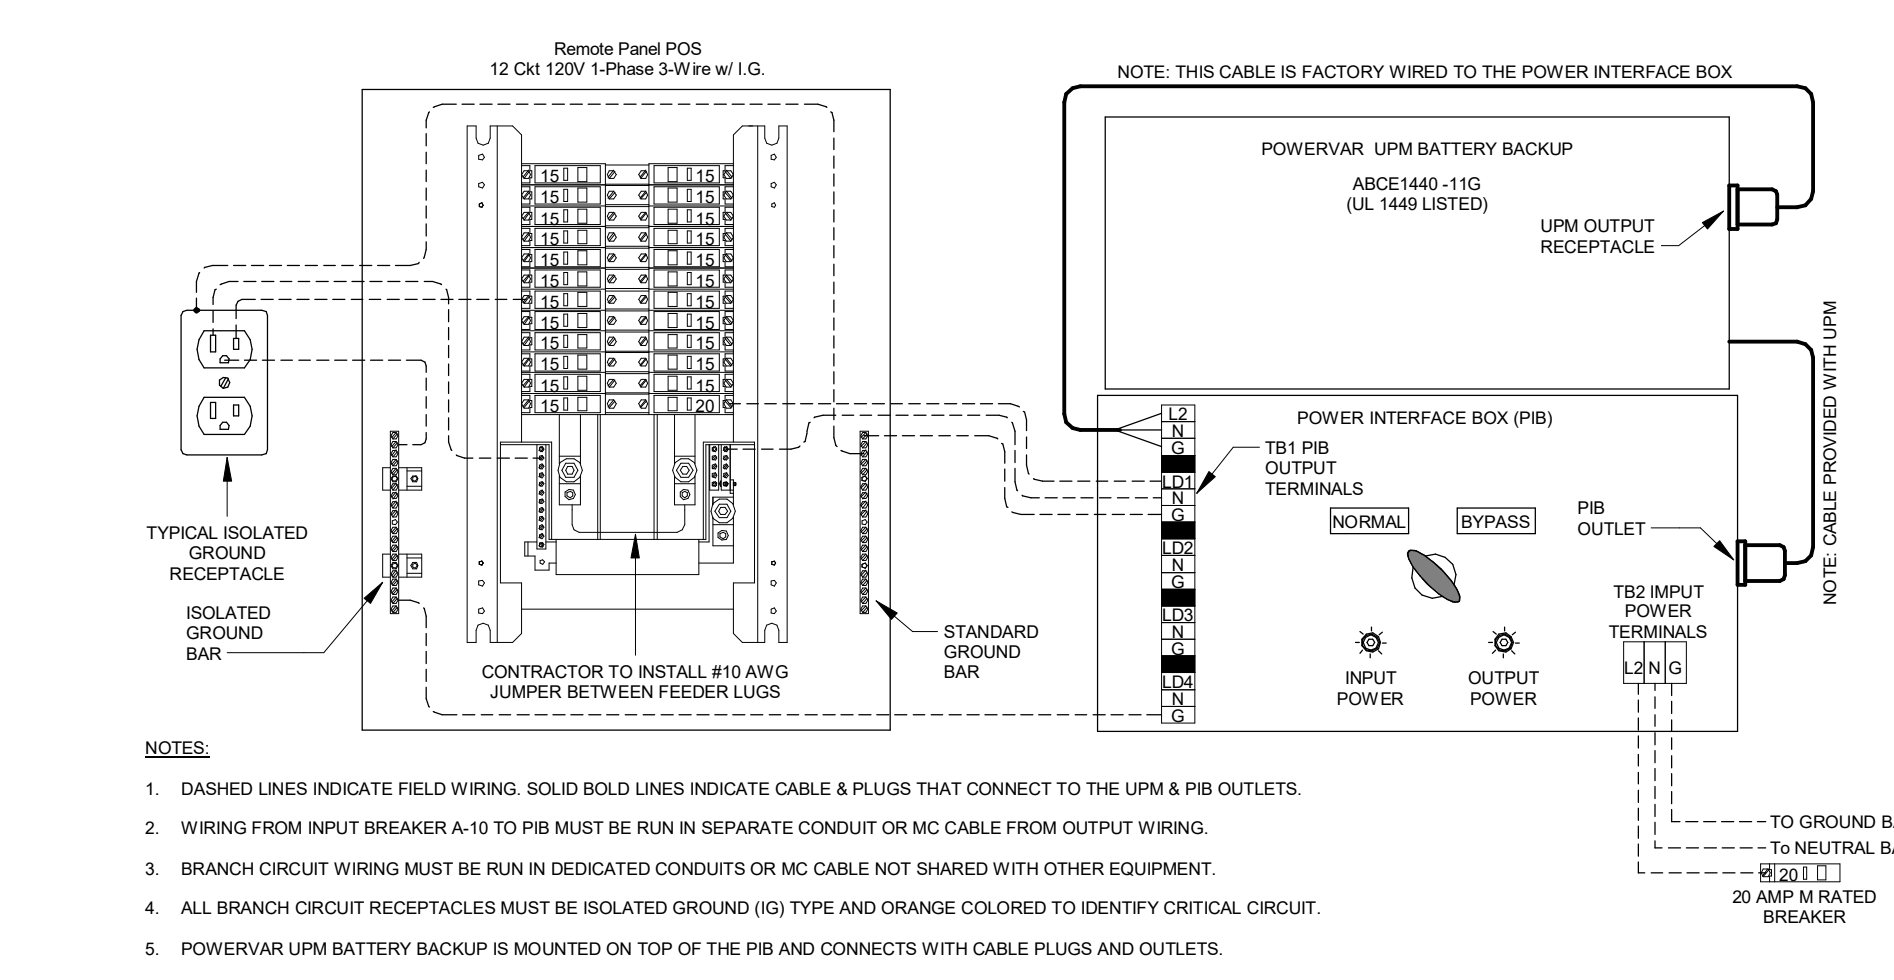 Remote Panel POS
12 Ckt 120V 1-Phase 3-Wire w/ I.G.
NOTE: THIS CABLE IS FACTORY WIRED TO THE POWER INTERFACE BOX
POWERVAR UPM BATTERY BACKUP
ABCE1440 -11G
(UL 1449 LISTED)
UPM OUTPUT
RECEPTACLE
15 15
15 15
15 15
15 15
15 15
15 15
15 15
15 15
15 15
15 15
15 15
15 20
NOTE: CABLE PROVIDED WITH UPM
POWER INTERFACE BOX (PIB)
L2
N
G
LD1
N
G
LD2
N
G
LD3
N
G
LD4
N
G
TB1 PIB
OUTPUT
TERMINALS
NORMAL
BYPASS
PIB
OUTLET
TB2 IMPUT
POWER
TERMINALS
L2 N G
INPUT
POWER
OUTPUT
POWER
TYPICAL ISOLATED
GROUND
RECEPTACLE
ISOLATED
GROUND
BAR
STANDARD
GROUND
BAR
CONTRACTOR TO INSTALL #10 AWG
JUMPER BETWEEN FEEDER LUGS
TO GROUND
To NEUTRAL
20
20 AMP M RATED
BREAKER
NOTES:
1. DASHED LINES INDICATE FIELD WIRING. SOLID BOLD LINES INDICATE CABLE & PLUGS THAT CONNECT TO THE UPM & PIB OUTLETS.
2. WIRING FROM INPUT BREAKER A-10 TO PIB MUST BE RUN IN SEPARATE CONDUIT OR MC CABLE FROM OUTPUT WIRING.
3. BRANCH CIRCUIT WIRING MUST BE RUN IN DEDICATED CONDUITS OR MC CABLE NOT SHARED WITH OTHER EQUIPMENT.
4. ALL BRANCH CIRCUIT RECEPTACLES MUST BE ISOLATED GROUND (IG) TYPE AND ORANGE COLORED TO IDENTIFY CRITICAL CIRCUIT.
5. POWERVAR UPM BATTERY BACKUP IS MOUNTED ON TOP OF THE PIB AND CONNECTS WITH CABLE PLUGS AND OUTLETS.